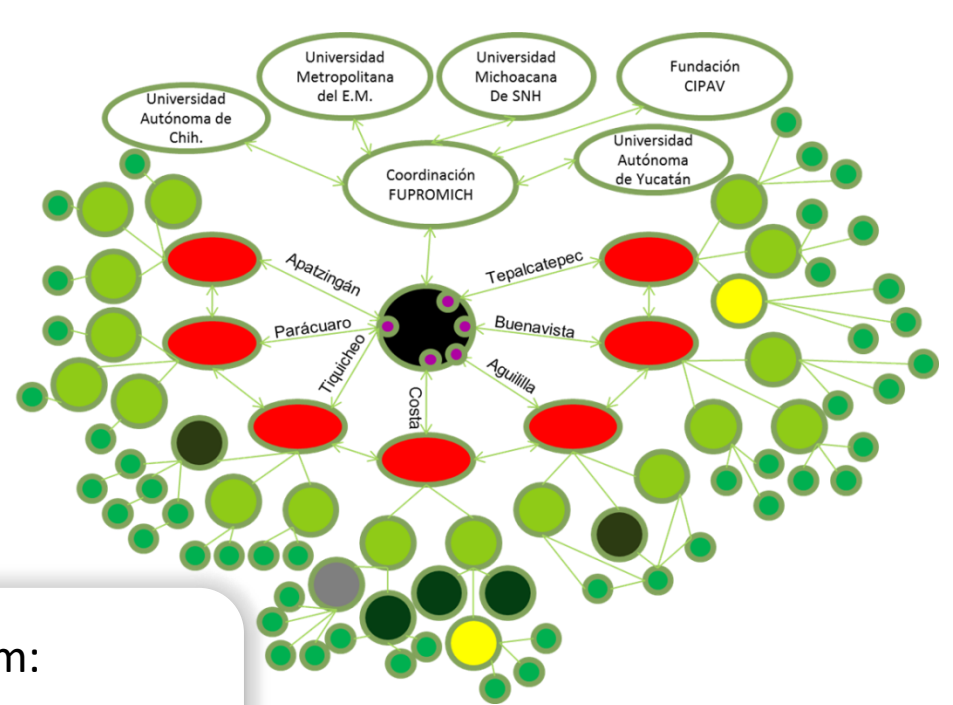 Universidad
Metropolitana
del E.M.
Universidad
Michoacana
De SNH
Fundación
CIPAV
Universidad
Autónoma de
Chih.
Universidad
Autónoma
de Yucatán
Coordinación
FUPROMICH
Apatzingán
Tepalcatepec
Parácuaro
Buenavista
Tiquicheo
Aguililla
Costa
m: